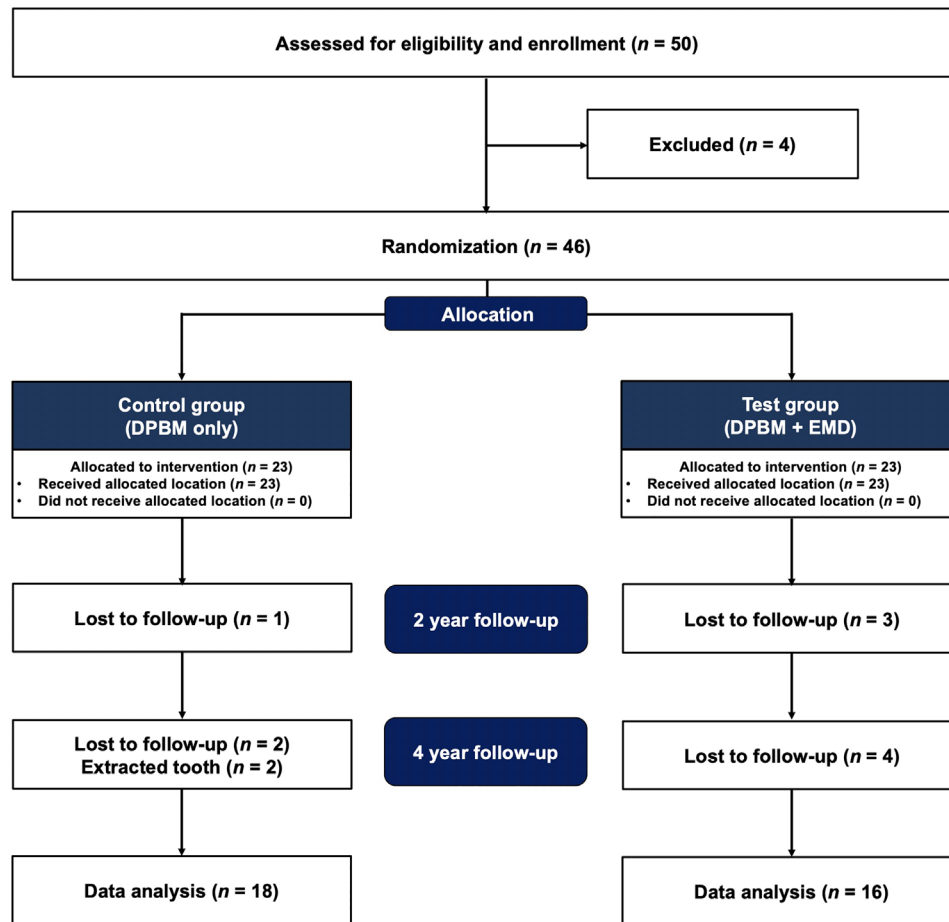 Assessed for eligibility and enrollment (n = 50)
Excluded (n = 4)
Randomization (n = 46)
Allocation
Control group
(DPBM only)
Allocated to intervention (n = 23)
• Received allocated location (n = 23)
• Did not receive allocated location (n = 0)
Test group
(DPBM + EMD)
Allocated to intervention (n = 23)
• Received allocated location (n = 23)
• Did not receive allocated location (n = 0)
Lost to follow-up (n = 1)
2 year follow-up
Lost to follow-up (n = 3)
Lost to follow-up (n = 2)
Extracted tooth (n = 2)
4 year follow-up
Lost to follow-up (n = 4)
Data analysis (n = 18)
Data analysis (n = 16)